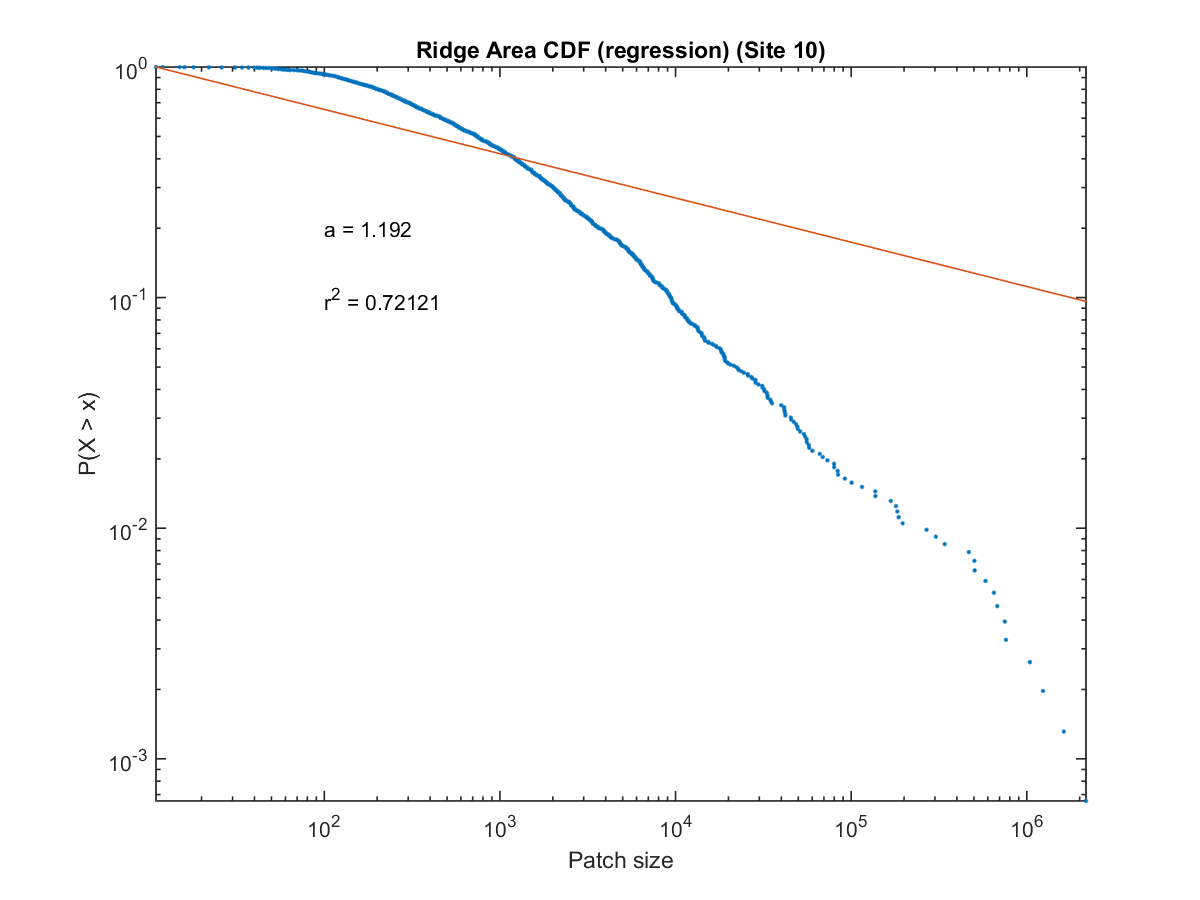 Ridge Area CDF (regression) (Site 10)
10^0
10^-1
10^-2
10^-3
P(X > x)
a = 1.192
r^2 = 0.72121
10^2 10^3 10^4 10^5 10^6
Patch size